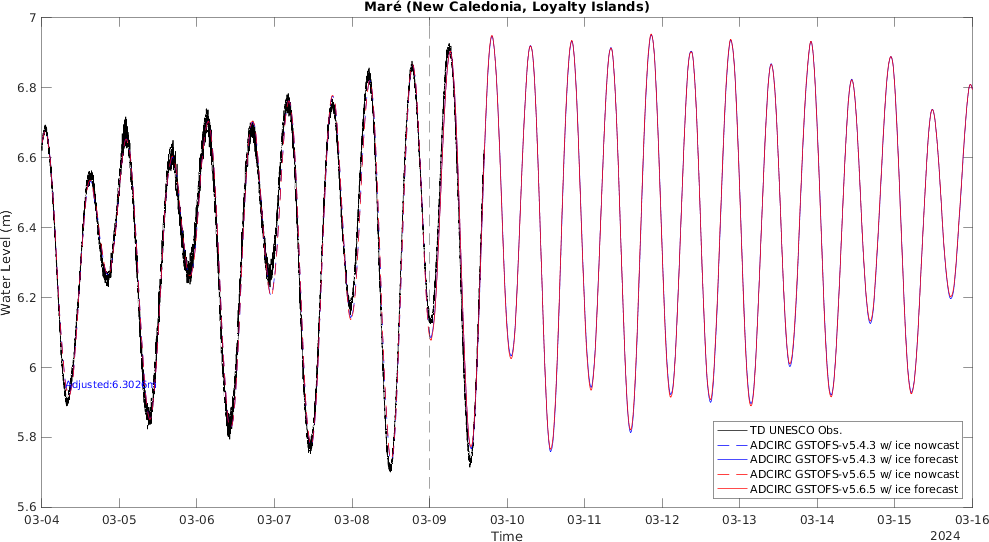 Maré (New Caledonia, Loyalty Islands)
7
6.8
6.6
6.4
6.2
6
5.8
5.6
Water Level (m)
Adjusted:6.3026m
TD UNESCO Obs.
ADCIRC GSTOFS-v5.4.3 w/ ice nowcast
ADCIRC GSTOFS-v5.4.3 w/ ice forecast
ADCIRC GSTOFS-v5.6.5 w/ ice nowcast
ADCIRC GSTOFS-v5.6.5 w/ ice forecast
03-04 03-05 03-06 03-07 03-08 03-09 03-10 03-11 03-12 03-13 03-14 03-15 03-16
Time
2024